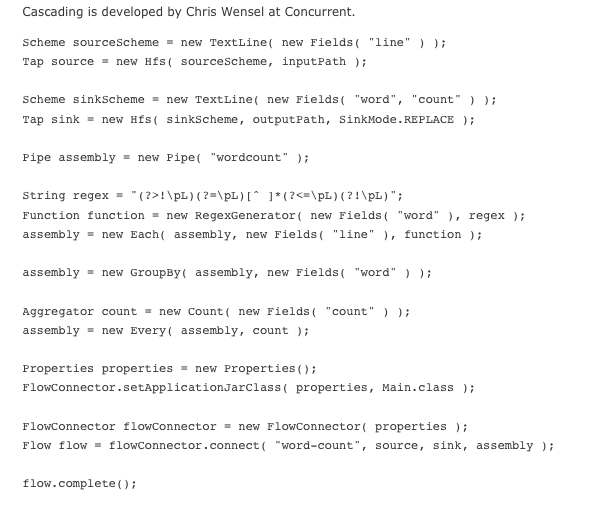 Cascading is developed by Chris Wensel at Concurrent.
Scheme sourceScheme = new TextLine( new Fields( "line" ) );
Tap source = new Hfs( sourceScheme, inputPath );
Scheme sinkScheme = new TextLine( new Fields( "word", "count" ) );
Tap sink = new Hfs( sinkScheme, outputPath, SinkMode.REPLACE );
Pipe assembly = new Pipe( "wordcount" );
String regex = "(?>!\pL)(?=\pL)[ˆ ]*(?<=\pL)(?!\pL)";
Function function = new RegexGenerator( new Fields( "word" ), regex );
assembly = new Each( assembly, new Fields( "line" ), function );
assembly = new GroupBy( assembly, new Fields( "word" ) );
Aggregator count = new Count( new Fields( "count" ) );
assembly = new Every( assembly, count );
Properties properties = new Properties();
FlowConnector.setApplicationJarClass( properties, Main.class );
FlowConnector flowConnector = new FlowConnector( properties );
Flow flow = flowConnector.connect( "word-count", source, sink, assembly );
flow.complete();